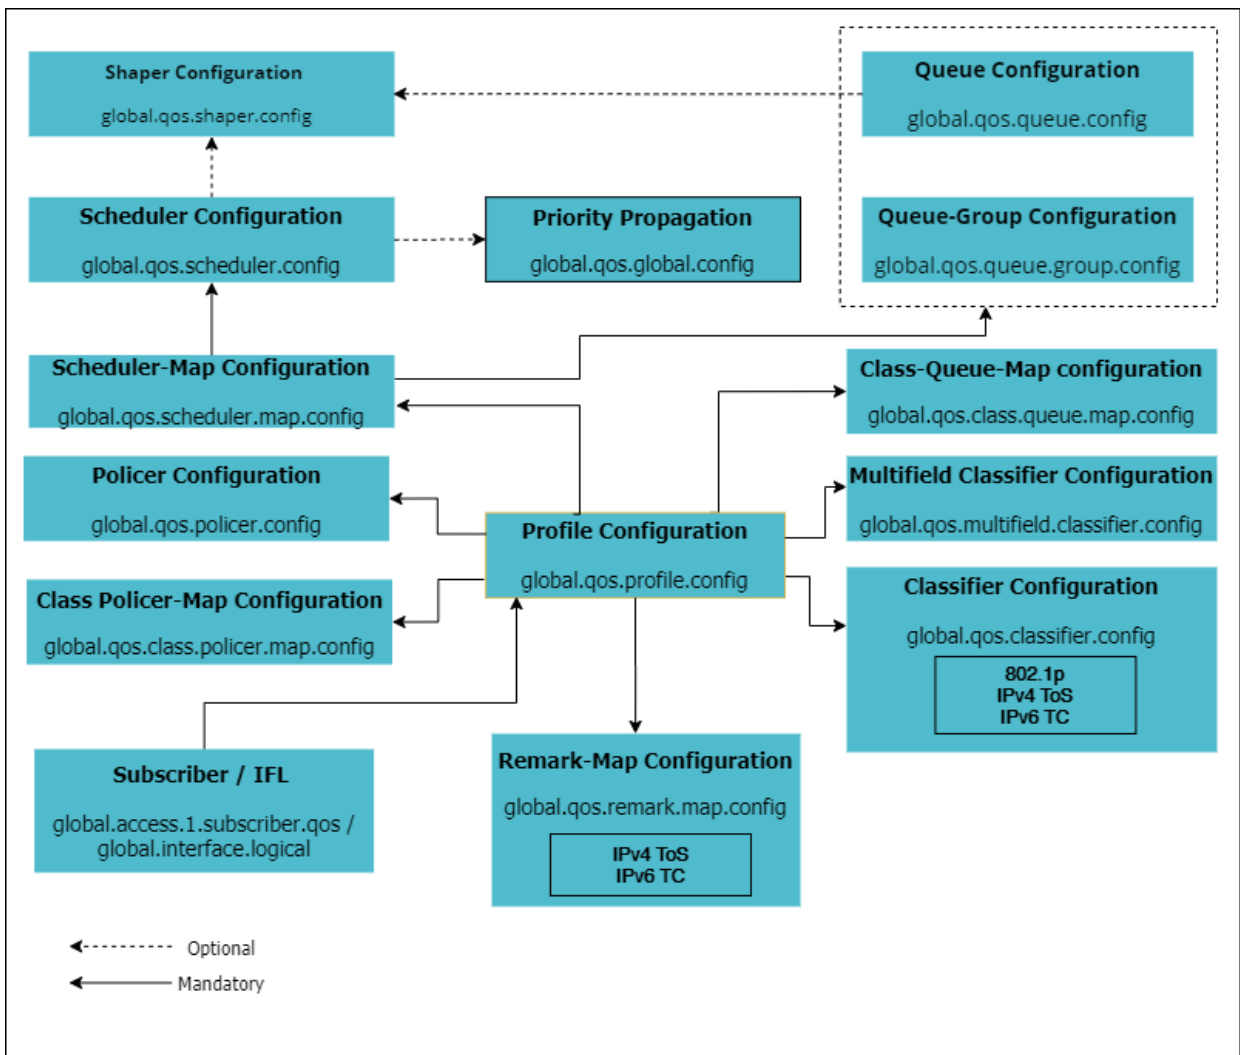 Shaper Configuration
global.qos.shaper.config
Queue Configuration
global.qos.queue.config
Scheduler Configuration
global.qos.scheduler.config
Priority Propagation
global.qos.global.config
Queue-Group Configuration
global.qos.queue.group.config
Scheduler-Map Configuration
global.qos.scheduler.map.config
Class-Queue-Map configuration
global.qos.class.queue.map.config
Policer Configuration
global.qos.policer.config
Multifield Classifier Configuration
global.qos.multifield.classifier.config
Profile Configuration
global.qos.profile.config
Class Policer-Map Configuration
global.qos.class.policer.map.config
Classifier Configuration
global.qos.classifier.config
802.1p
IPv4 ToS
IPv6 TC
Subscriber / IFL
global.access.1.subscriber.qos /
global.interface.logical
Remark-Map Configuration
global.qos.remark.map.config
IPv4 ToS
IPv6 TC
Optional
Mandatory